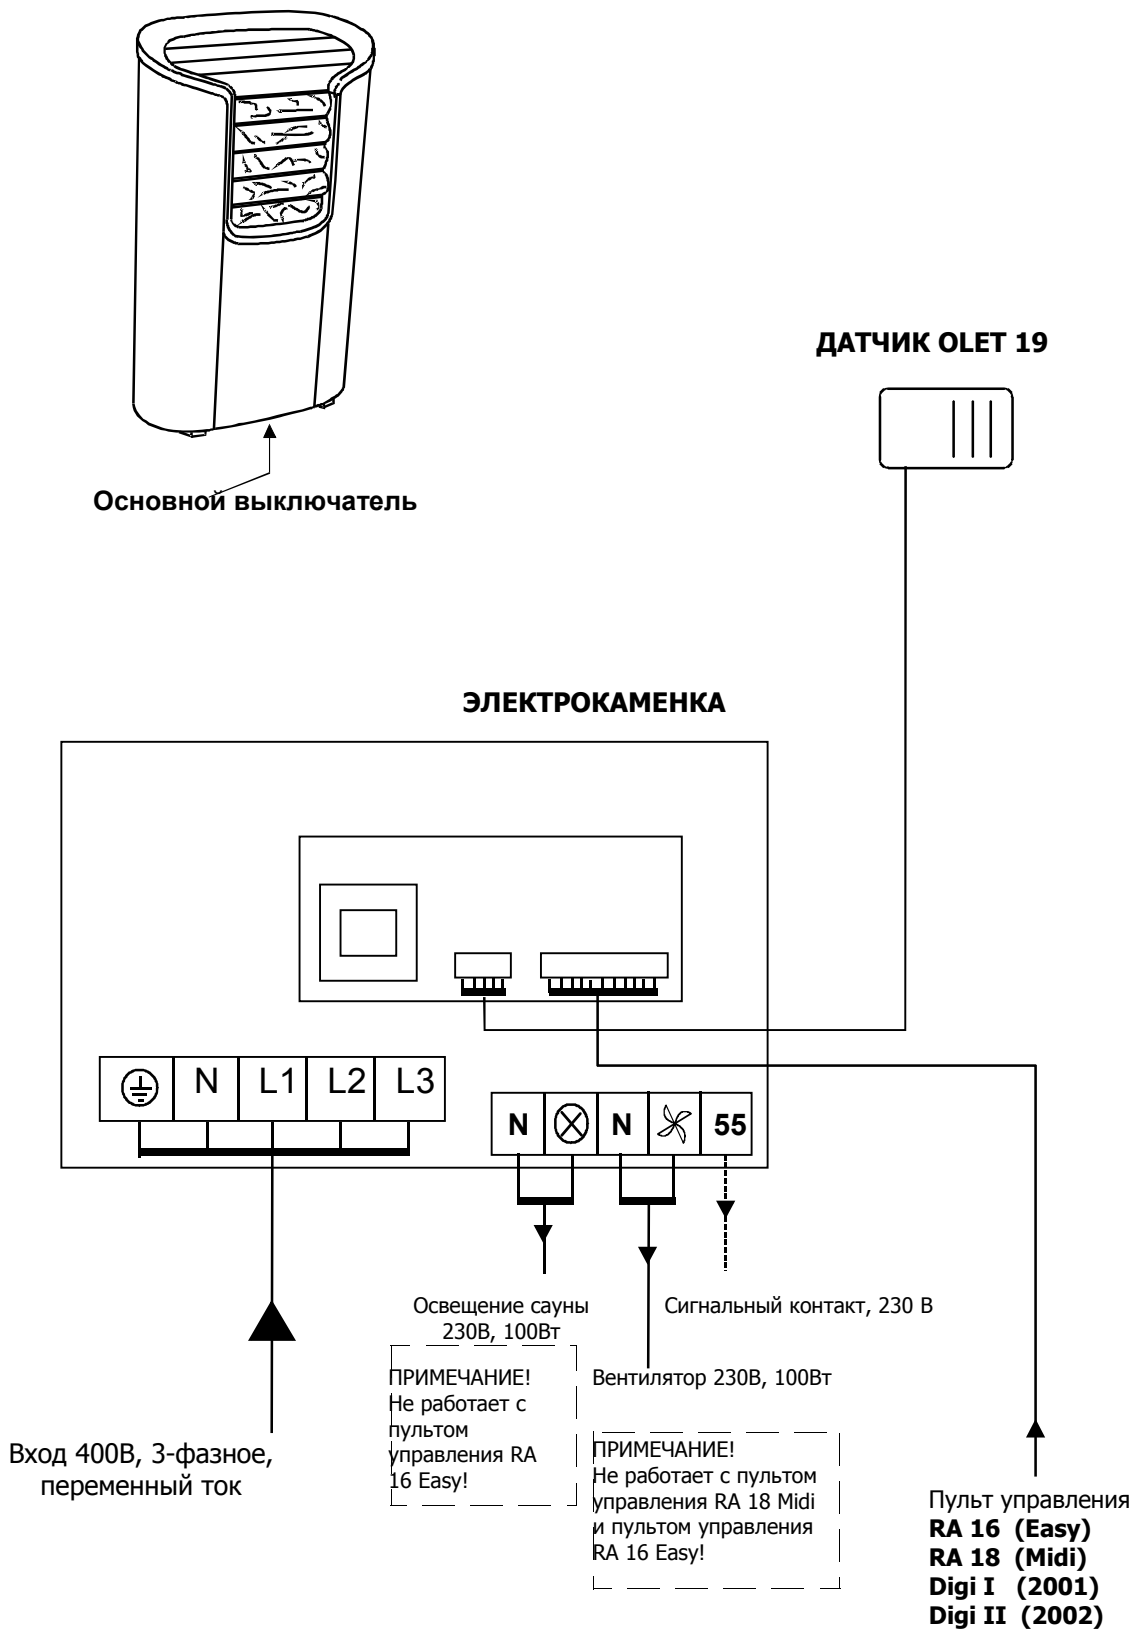 Основной выключатель
ДАТЧИК OLET 19
ЭЛЕКТРОКАМЕНКА
N L1 L2 L3
N N 55
Освещение сауны
230В, 100Вт
Сигнальный контакт, 230 В
ПРИМЕЧАНИЕ!
Не работает с
пультом
управления RA
16 Easy!
Вентилятор 230В, 100Вт
ПРИМЕЧАНИЕ!
Не работает с пультом
управления RA 18 Midi
и пультом управления
RA 16 Easy!
Вход 400В, 3-фазное,
переменный ток
Пульт управления
RA 16 (Easy)
RA 18 (Midi)
Digi I (2001)
Digi II (2002)